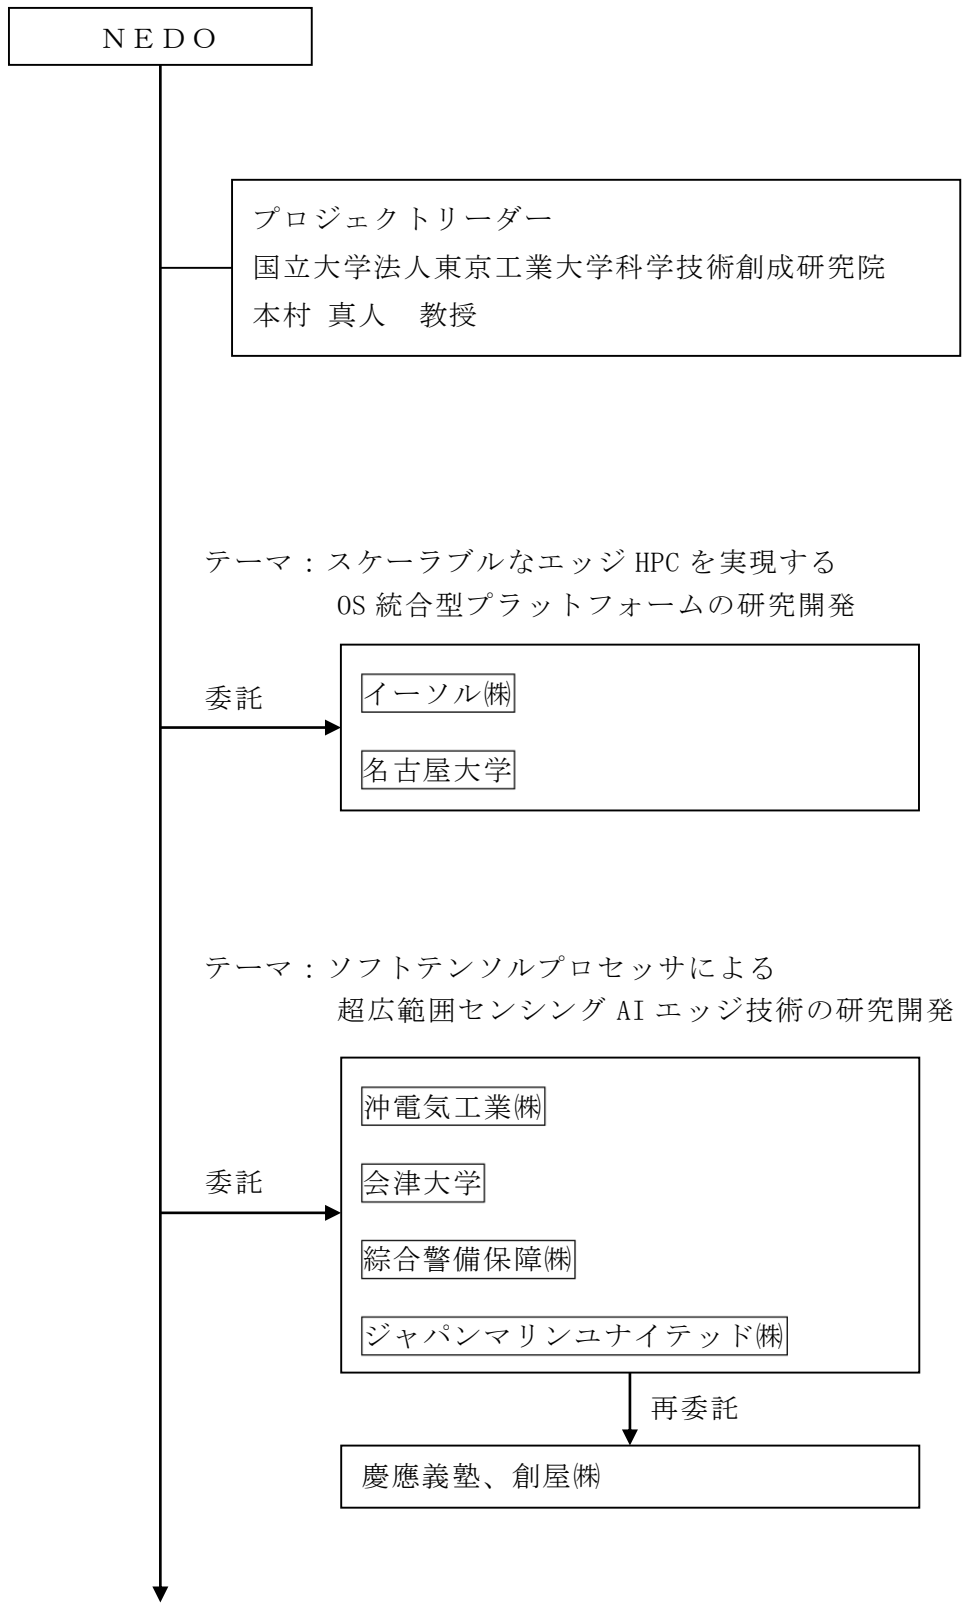 ＮＥＤＯ
プロジェクトリーダー
国立大学法人東京工業大学科学技術創成研究院
本村 真人　教授
テーマ：スケーラブルなエッジ HPC を実現する
OS 統合型プラットフォームの研究開発
委託
イーソル㈱
名古屋大学
テーマ：ソフトテンソルプロセッサによる
超広範囲センシング AI エッジ技術の研究開発
委託
沖電気工業㈱
会津大学
綜合警備保障㈱
ジャパンマリンユナイテッド㈱
再委託
慶應義塾、創屋㈱